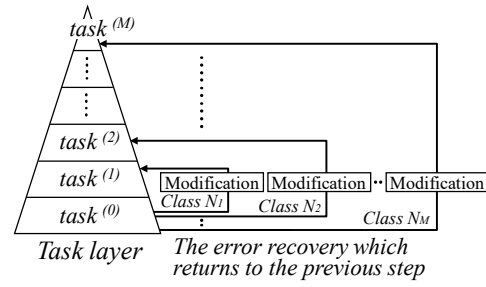 task (M)
task (2)
task (1)
task (0)
Modification Modification Modification
Class N1 Class N2 Class NM
Task layer
The error recovery which
returns to the previous step